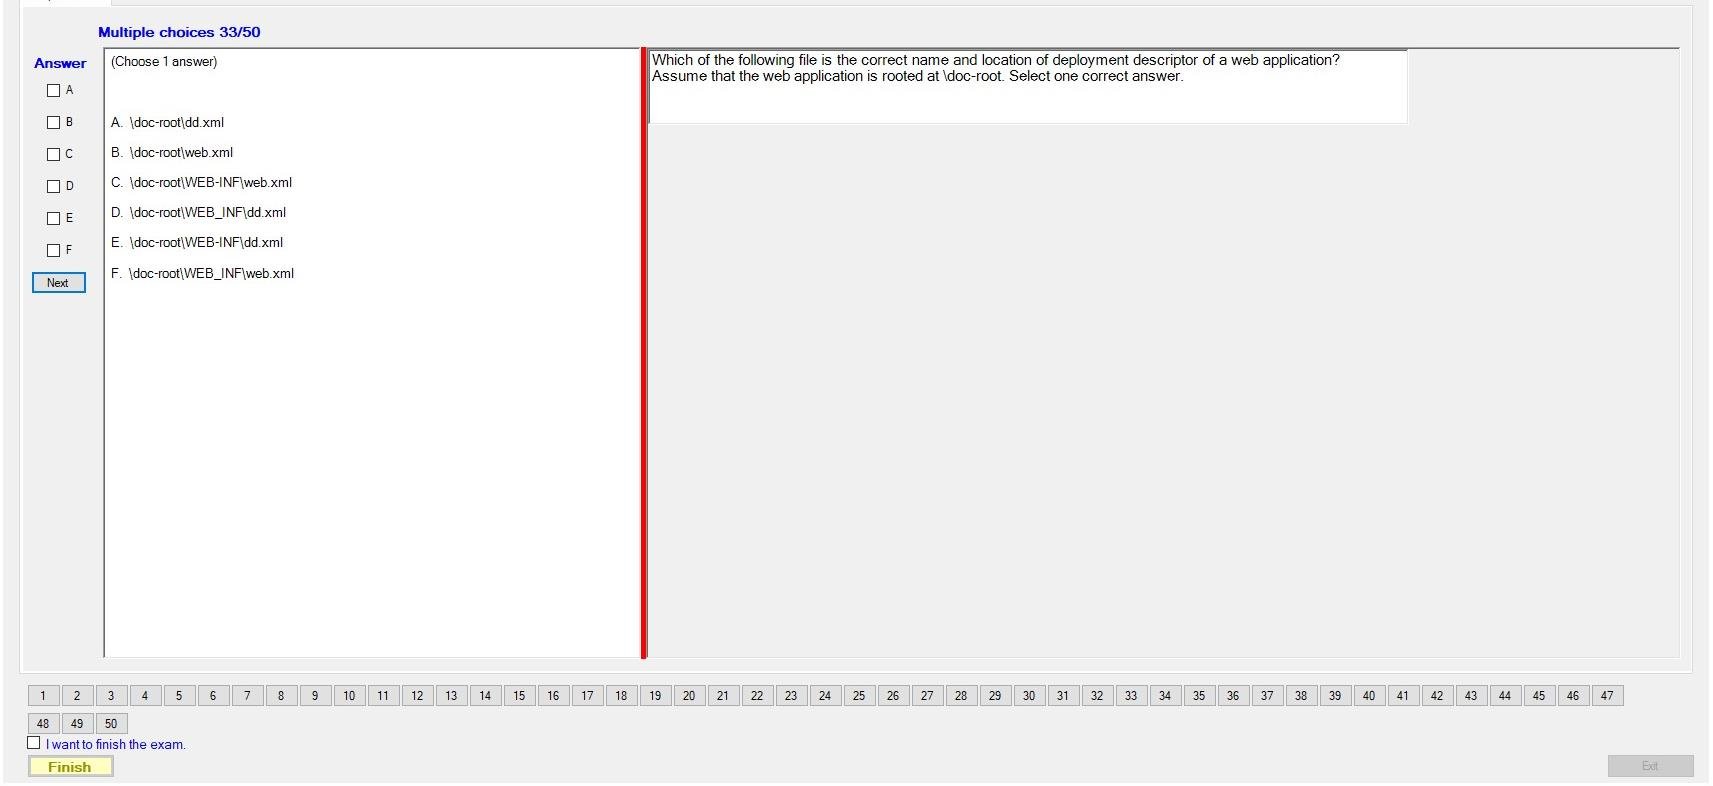 Multiple choices 33/50
Answer
A
B
C
D
E
F
Next
(Choose 1 answer)
A. \doc-root\dd.xml
B. \doc-root\web.xml
C. \doc-root\WEB-INF\web.xml
D. \doc-root\WEB_INF\dd.xml
E. \doc-root\WEB-INF\dd.xml
F. \doc-root\WEB_INF\web.xml
Which of the following file is the correct name and location of deployment descriptor of a web application?
Assume that the web application is rooted at \doc-root. Select one correct answer.
1 2 3 4 5 6 7 8 9 10 11 12 13 14 15 16 17 18 19 20 21 22 23 24 25 26 27 28 29 30 31 32 33 34 35 36 37 38 39 40 41 42 43 44 45 46 47
48 49 50
I want to finish the exam.
Finish
Exit